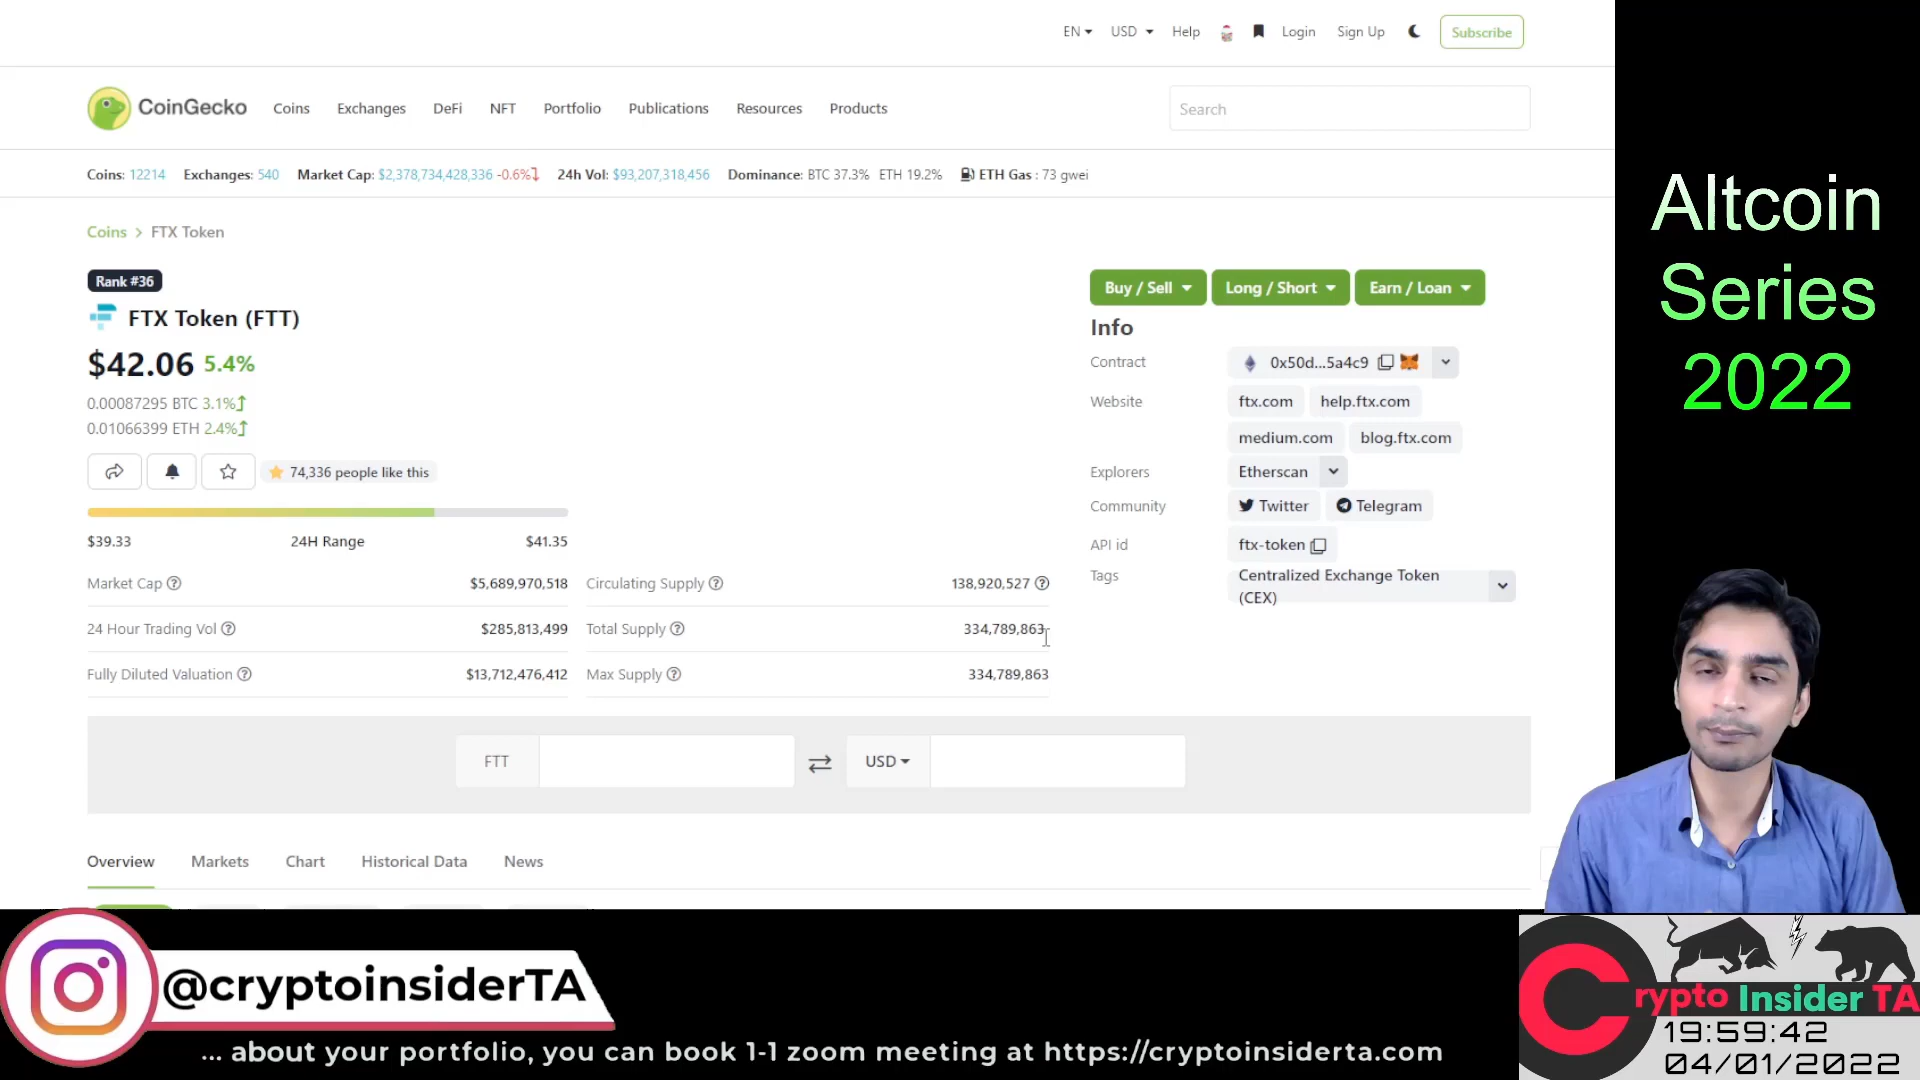 EN USD Help Login Sign Up Subscribe
CoinGecko Coins Exchanges DeFi NFT Portfolio Publications Resources Products Search
Coins: 12214 Exchanges: 540 Market Cap: $2,378,734,428,336 -0.6% 24h Vol: $93,207,318,456 Dominance: BTC 37.3% ETH 19.2% ETH Gas : 73 gwei
Coins > FTX Token
Rank #36
FTX Token (FTT)
$42.06 5.4%
0.00087295 BTC 3.1%
0.01066399 ETH 2.4%
74,336 people like this
$39.33 24H Range $41.35
Market Cap $5,689,970,518
24 Hour Trading Vol $285,813,499
Fully Diluted Valuation $13,712,476,412
Circulating Supply 138,920,527
Total Supply 334,789,863
Max Supply 334,789,863
Buy / Sell Long / Short Earn / Loan
Info
Contract 0x50d...5a4c9
Website ftx.com help.ftx.com
medium.com blog.ftx.com
Explorers Etherscan
Community Twitter Telegram
API id ftx-token
Tags Centralized Exchange Token
(CEX)
FTT USD
Overview Markets Chart Historical Data News
Altcoin
Series
2022
@cryptoinsiderTA
... about your portfolio, you can book 1-1 zoom meeting at https://cryptoinsiderta.com
Crypto Insider TA
19:59:42
04/01/2022